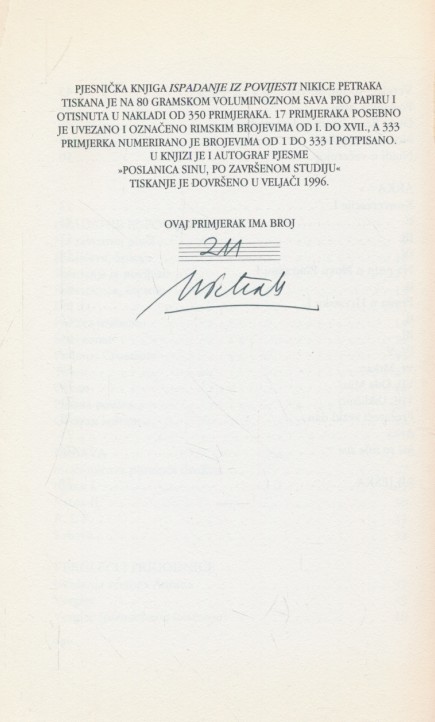 PJESNIČKA KNJIGA ISPADANJE IZ POVIJESTI NIKICE PETRAKA
TISKANA JE NA 80 GRAMSKOM VOLUMINOZNOM SAVA PRO PAPIRU I
OTISNUTA U NAKLADI OD 350 PRIMJERAKA. 17 PRIMJERAKA POSEBNO
JE UVEZANO I OZNAČENO RIMSKIM BROJEVIMA OD I. DO XVII., A 333
PRIMJERKA NUMERIRANO JE BROJEVIMA OD 1 DO 333 I POTPISANO.
U KNJIZI JE I AUTOGRAF PJESME
»POSLANICA SINU, PO ZAVRŠENOM STUDIJU«
TISKANJE JE DOVRŠENO U VELJAČI 1996.
OVAJ PRIMJERAK IMA BROJ
211